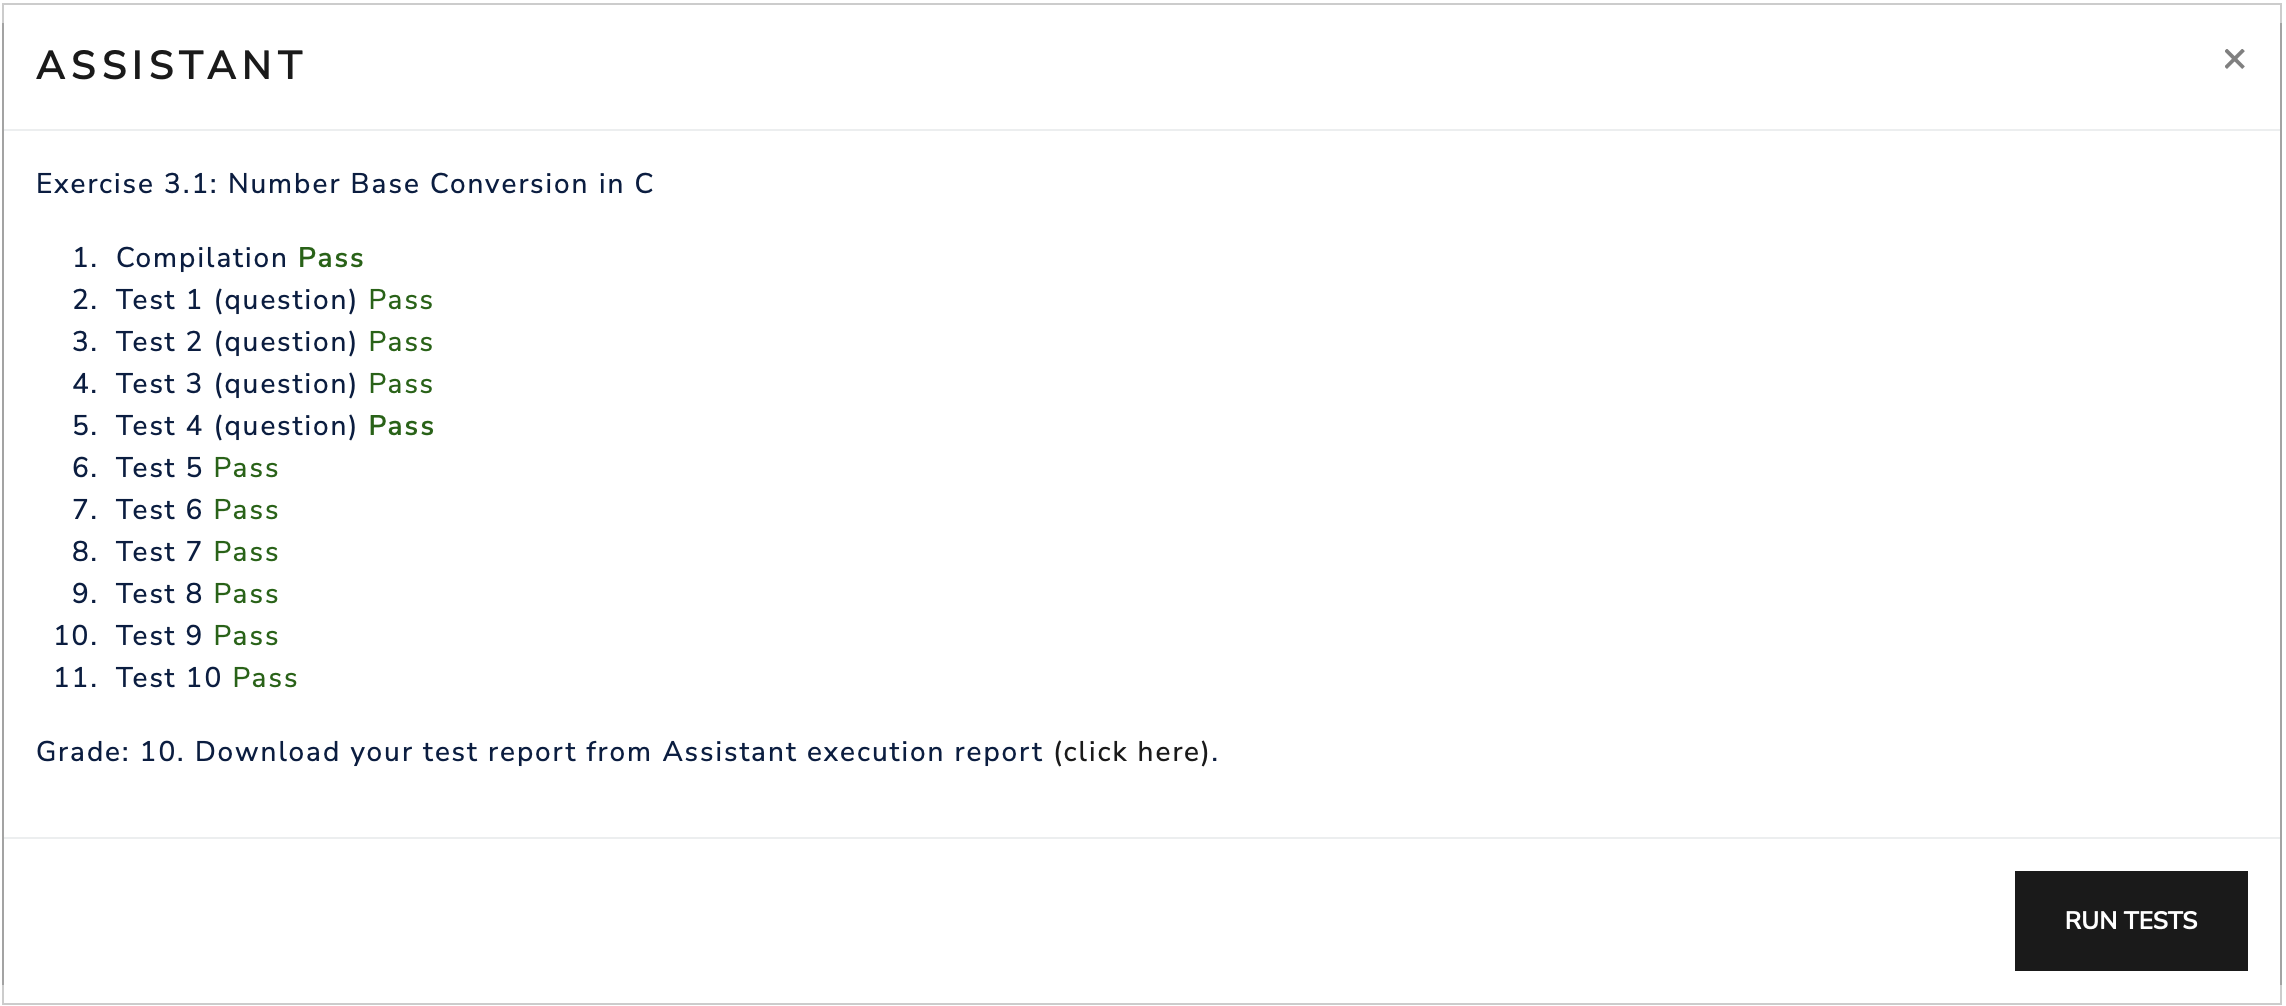 ASSISTANT
×
Exercise 3.1: Number Base Conversion in C
1. Compilation Pass
2. Test 1 (question) Pass
3. Test 2 (question) Pass
4. Test 3 (question) Pass
5. Test 4 (question) Pass
6. Test 5 Pass
7. Test 6 Pass
8. Test 7 Pass
9. Test 8 Pass
10. Test 9 Pass
11. Test 10 Pass
Grade: 10. Download your test report from Assistant execution report (click here).
RUN TESTS